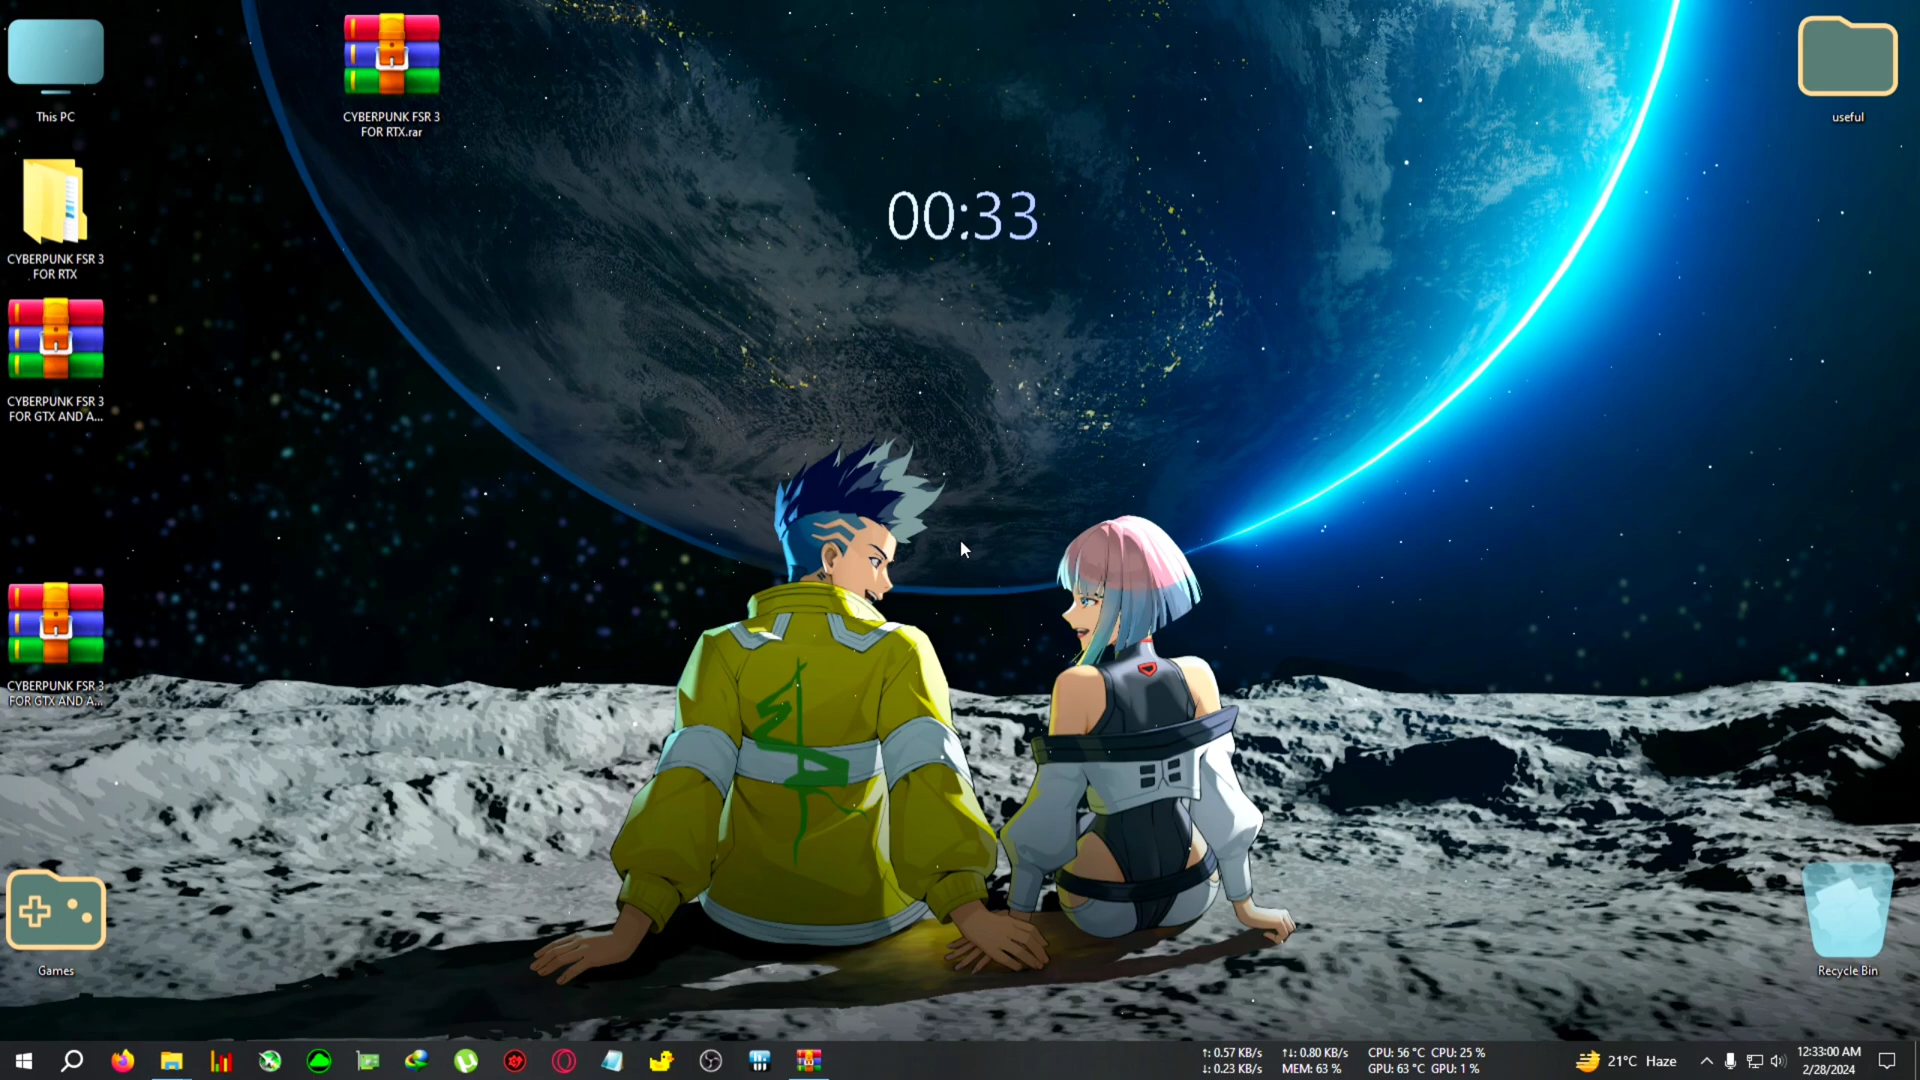 This PC
CYBERPUNK FSR 3
FOR RTX
CYBERPUNK FSR 3
FOR GTX AND A...
CYBERPUNK FSR 3
FOR GTX AND A...
Games
CYBERPUNK FSR 3
FOR RTX.rar
00:33
useful
Recycle Bin
↑: 0.57 KB/s
↓: 0.23 KB/s
↑↓: 0.80 KB/s
MEM: 63 %
CPU: 56 °C CPU: 25 %
GPU: 63 °C GPU: 1 %
21°C Haze
12:33:00 AM
2/28/2024